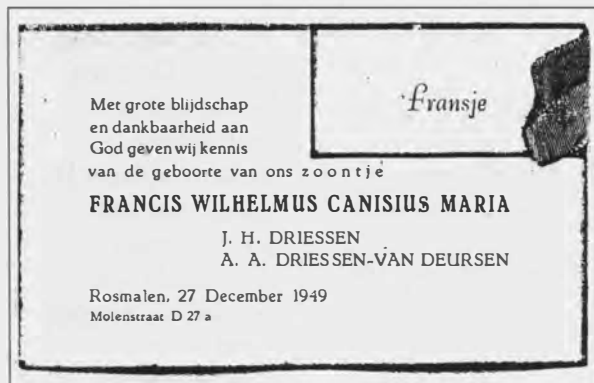 Fransje
Met grote blijdschap
en dankbaarheid aan
God geven wij kennis
van de geboorte van ons zoontje
FRANCIS WILHELMUS CANISIUS MARIA
J. H. DRIESSEN
A. A. DRIESSEN-VAN DEURSEN
Rosmalen, 27 December 1949
Molenstraat D 27 a